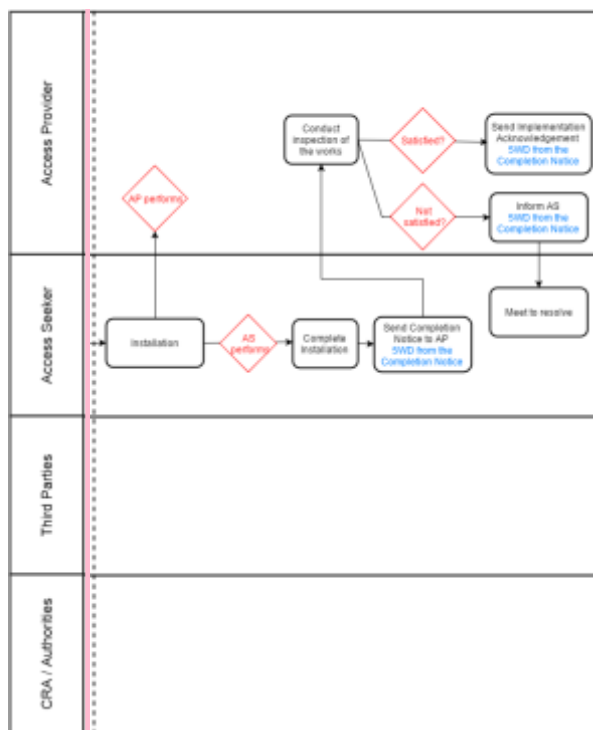 Access Provider
Conduct
inspection of
the works
Satisfied?
Send Implementation
Acknowledgement
5WD from the
Completion Notice
AP performs
Not
satisfied?
Inform AS
5WD from the
Completion Notice
Access Seeker
Installation
AS
performs
Complete
Installation
Send Completion
Notice to AP
5WD from the
Completion Notice
Meet to resolve
Third Parties
CRA / Authorities